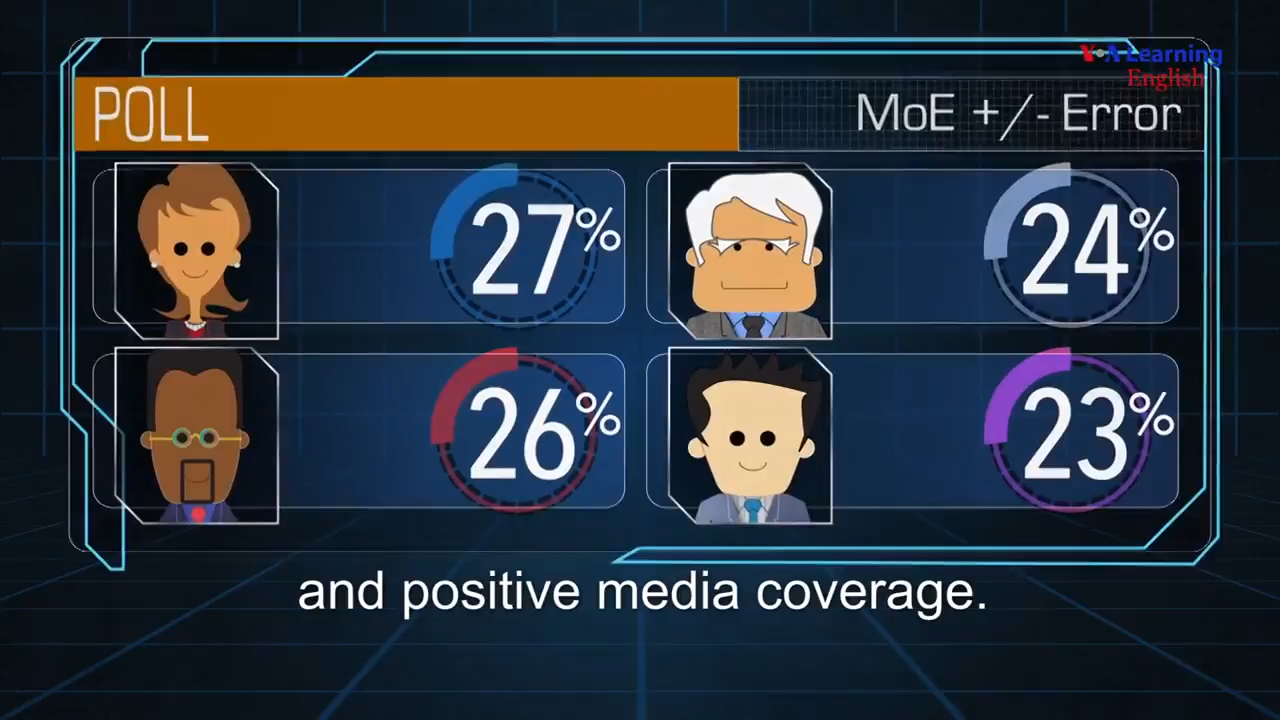 VOA Learning
English
POLL
MoE +/- Error
27%
24%
26%
23%
and positive media coverage.